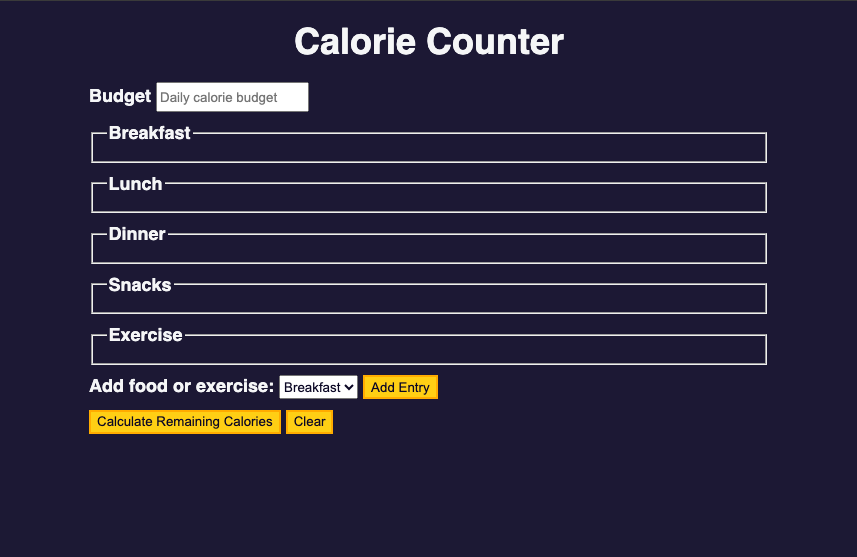 Calorie Counter
Budget Daily calorie budget
Breakfast
Lunch
Dinner
Snacks
Exercise
Add food or exercise: Breakfast Add Entry
Calculate Remaining Calories Clear